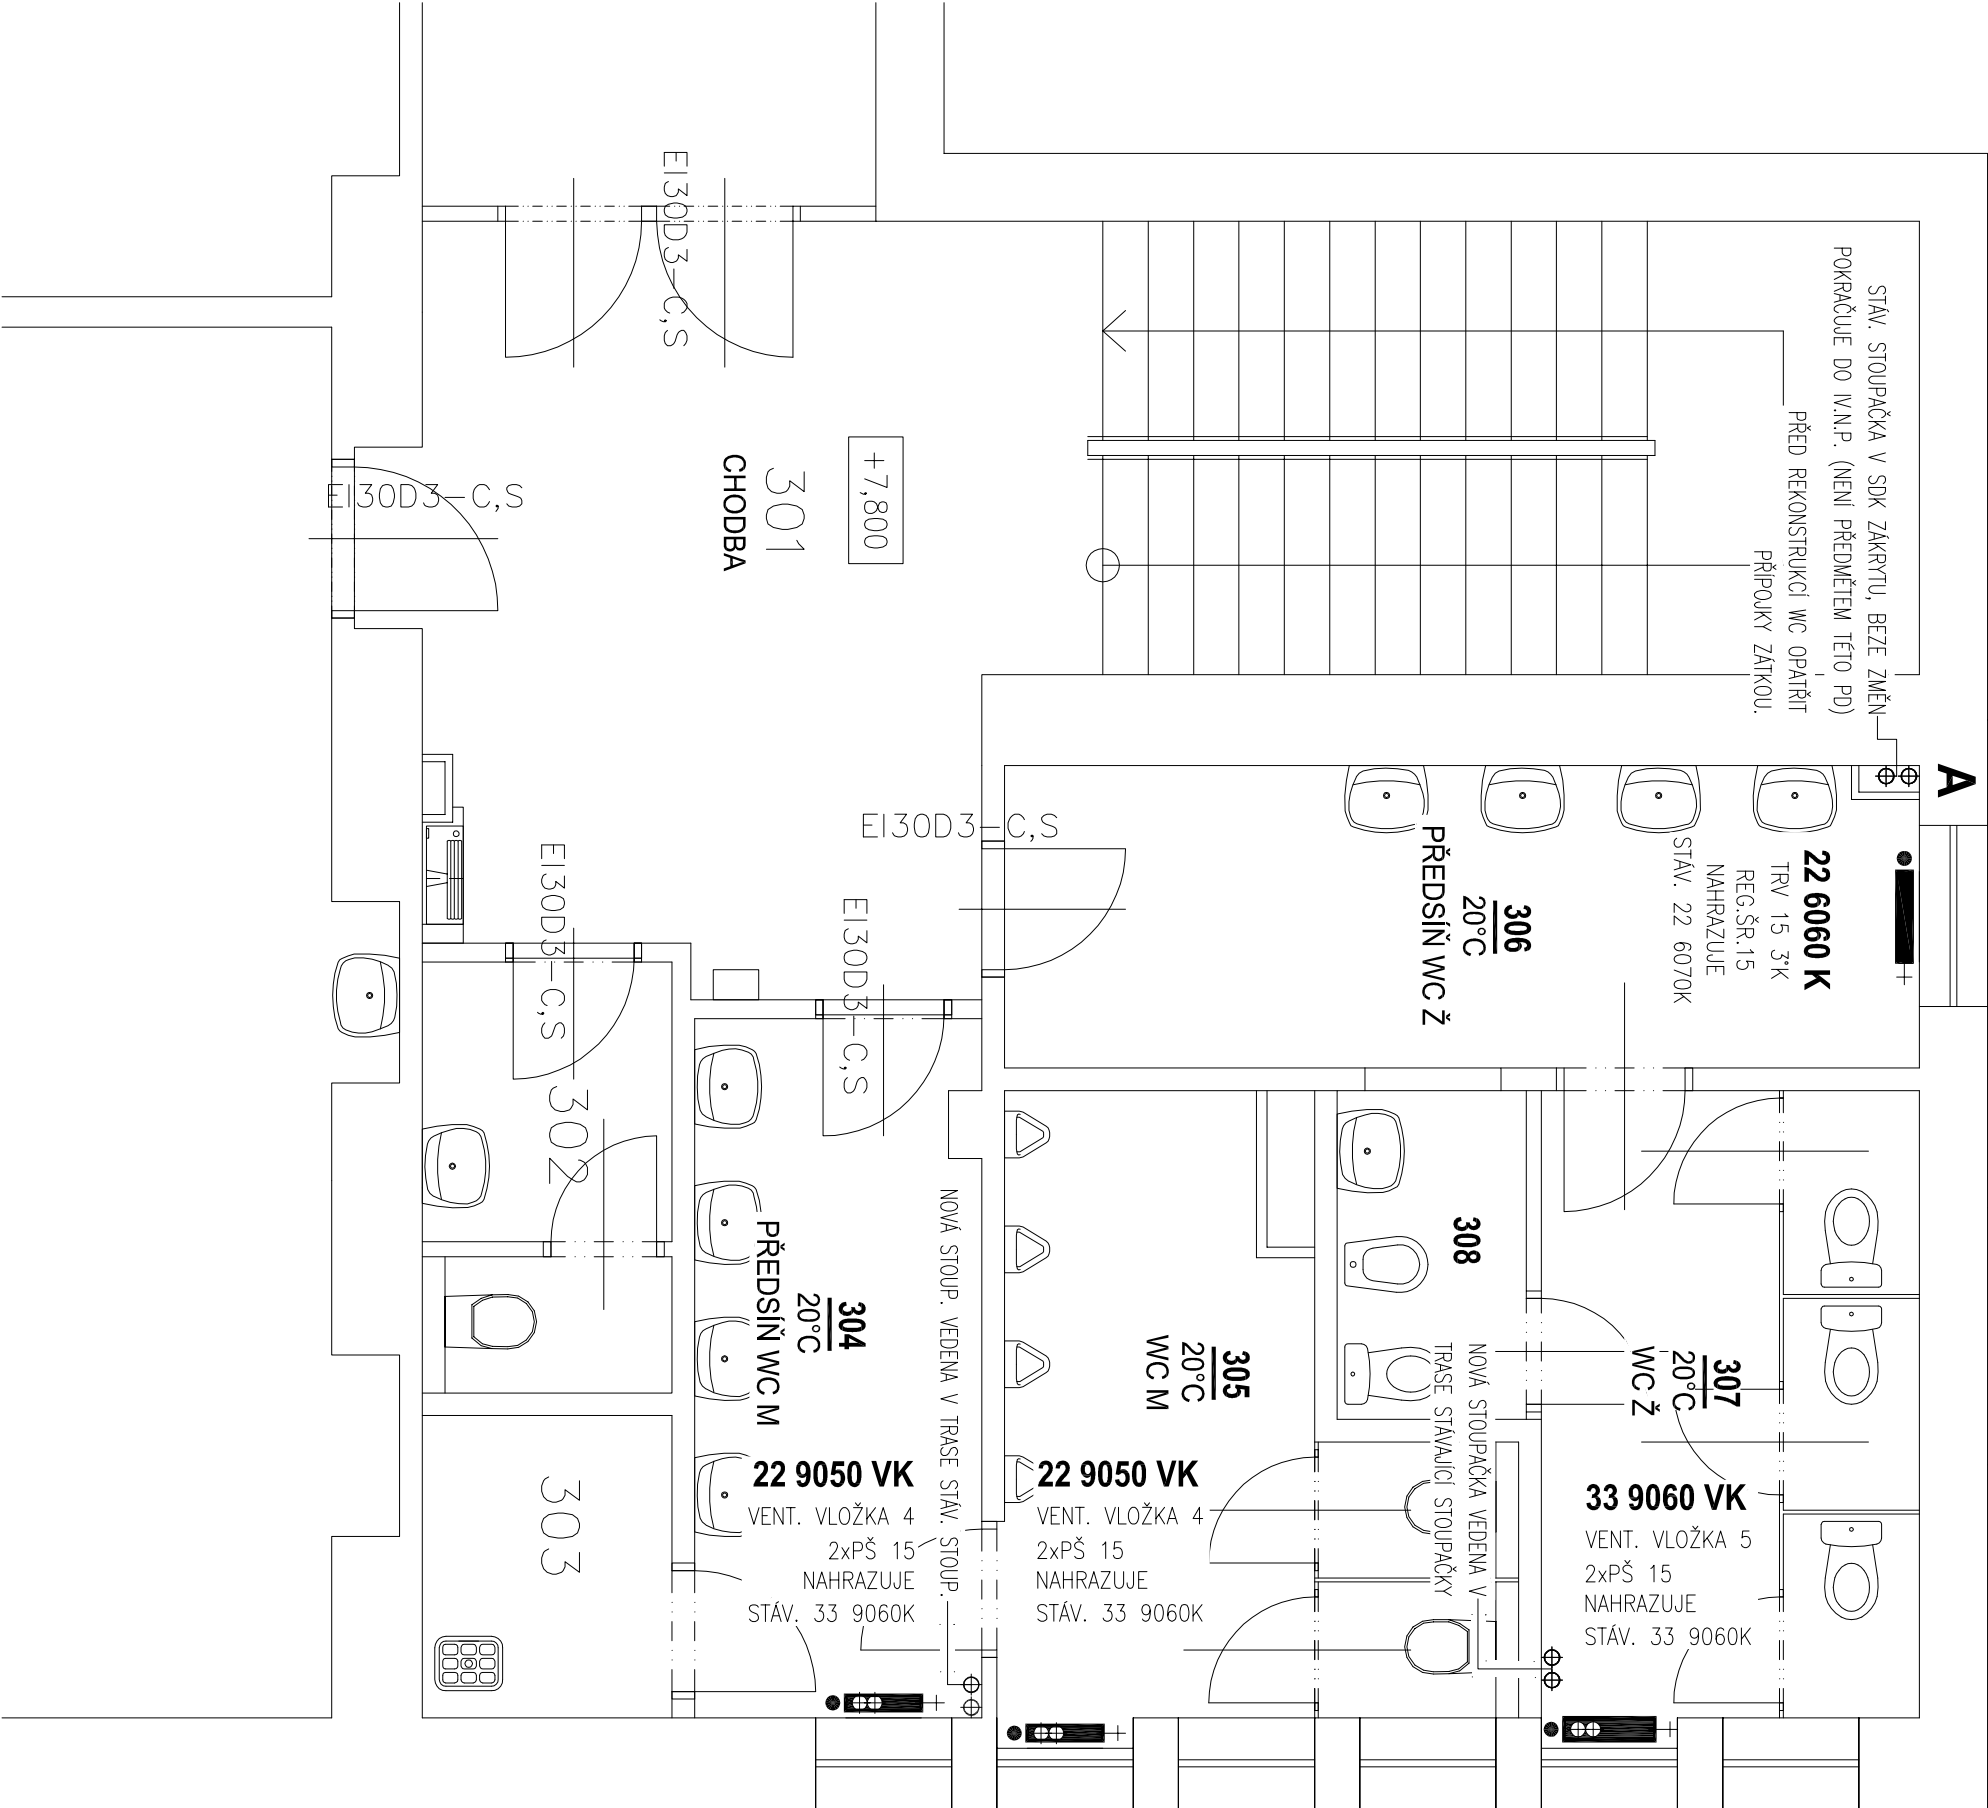 STÁV. STOUPAČKA V SDK ZÁKRYTU, BEZE ZMĚN
POKRAČUJE DO IV.N.P. (NENÍ PŘEDMĚTEM TÉTO PD)
PŘED REKONSTRUKCÍ WC OPATŘIT
PŘÍPOJKY ZÁTKOU.
A
EI30D3-C,S
EI30D3-C,S
+7,800
301
CHODBA
EI30D3-C,S
EI30D3-C,S
EI30D3-C,S
22 6060 K
TRV 15 3°K
REG.ŠR.15
NAHRAZUJE
STÁV. 22 6070K
306
20°C
PŘEDSÍŇ WC Ž
302
303
304
20°C
PŘEDSÍŇ WC M
NOVÁ STOUP. VEDENA V TRASE STÁV. STOUP.
22 9050 VK
VENT. VLOŽKA 4
2xPŠ 15
NAHRAZUJE
STÁV. 33 9060K
305
20°C
WC M
22 9050 VK
VENT. VLOŽKA 4
2xPŠ 15
NAHRAZUJE
STÁV. 33 9060K
308
NOVÁ STOUPAČKA VEDENA V
TRASE STÁVAJÍCÍ STOUPAČKY
307
20°C
WC Ž
33 9060 VK
VENT. VLOŽKA 5
2xPŠ 15
NAHRAZUJE
STÁV. 33 9060K